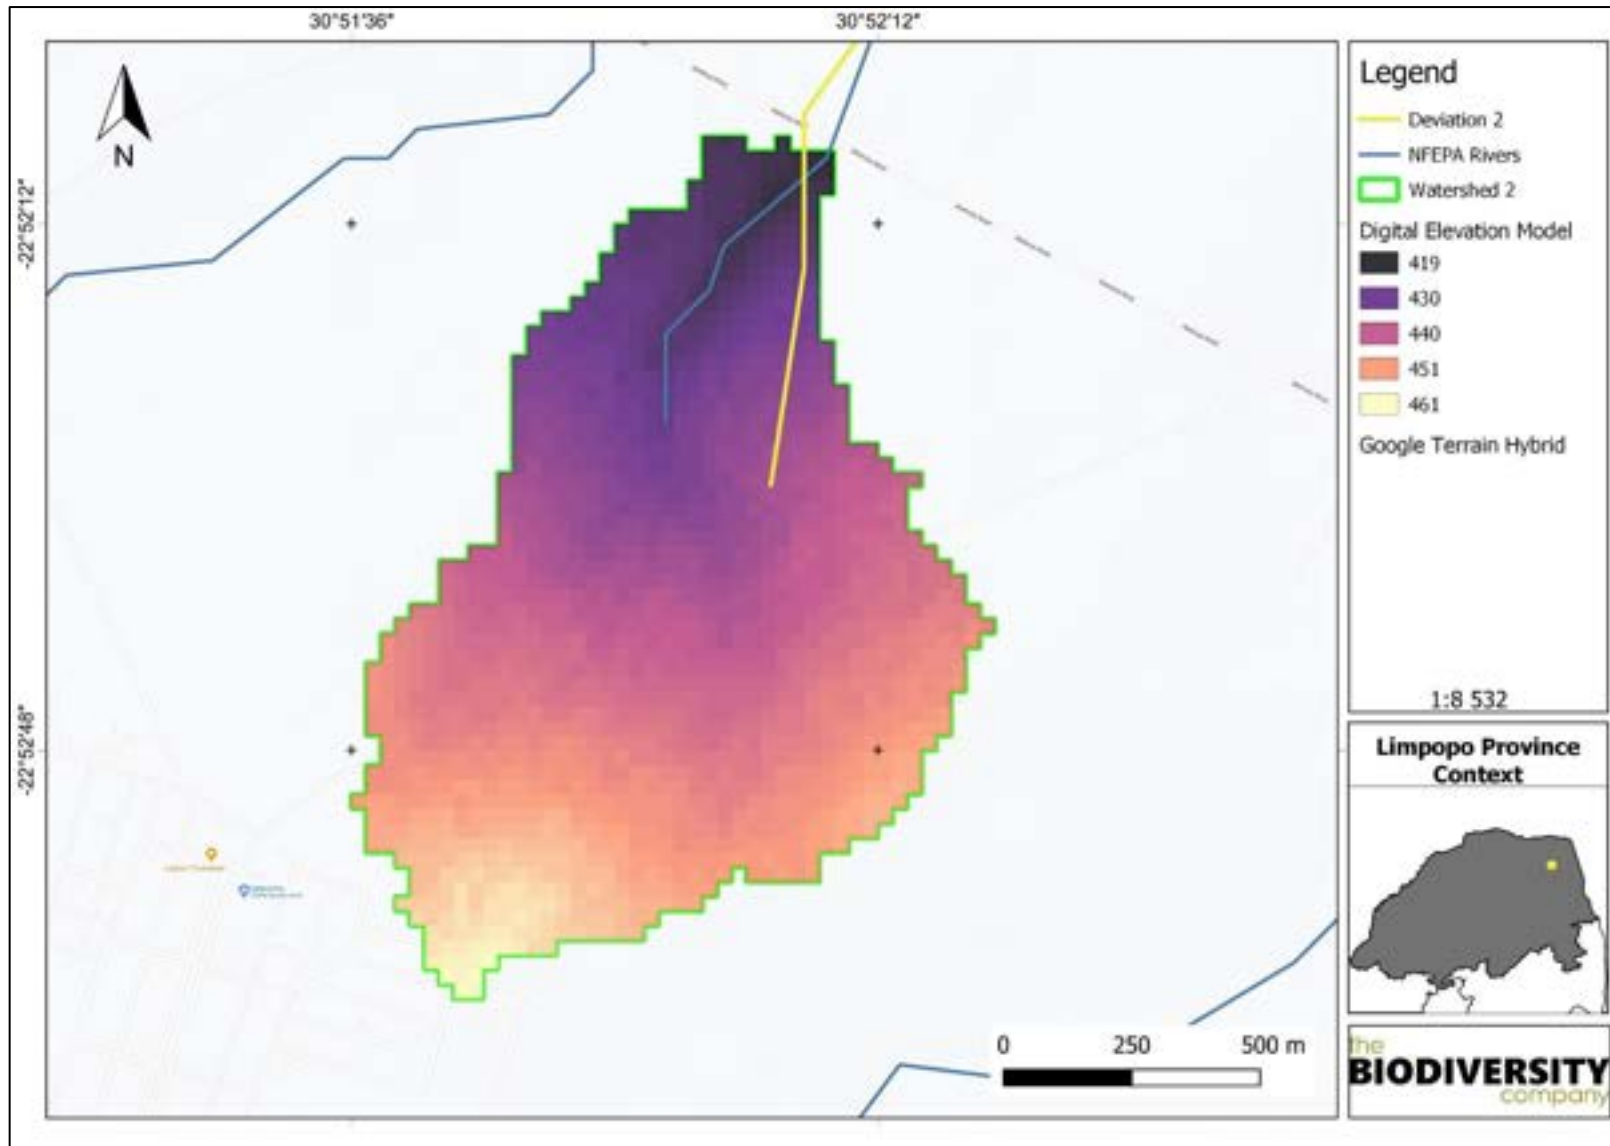 30°51'36"
30°52'12"
N
-22°52'12"
-22°52'48"
0 250 500 m
Legend
Deviation 2
NFEPA Rivers
Watershed 2
Digital Elevation Model
419
430
440
451
461
Google Terrain Hybrid
1:8 532
Limpopo Province
Context
the
BIODIVERSITY
company